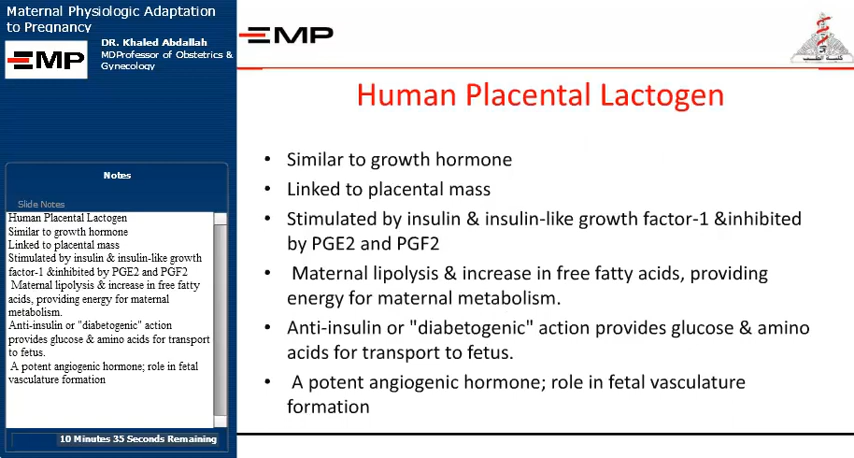 Maternal Physiologic Adaptation
to Pregnancy
EMP
DR. Khaled Abdallah
MDProfessor of Obstetrics &
Gynecology
Notes
Slide Notes
Human Placental Lactogen
Similar to growth hormone
Linked to placental mass
Stimulated by insulin & insulin-like growth
factor-1 &inhibited by PGE2 and PGF2
Maternal lipolysis & increase in free fatty
acids, providing energy for maternal
metabolism.
Anti-insulin or "diabetogenic" action
provides glucose & amino acids for transport
to fetus.
A potent angiogenic hormone; role in fetal
vasculature formation
10 Minutes 35 Seconds Remaining
EMP
Human Placental Lactogen
• Similar to growth hormone
• Linked to placental mass
• Stimulated by insulin & insulin-like growth factor-1 &inhibited
by PGE2 and PGF2
• Maternal lipolysis & increase in free fatty acids, providing
energy for maternal metabolism.
• Anti-insulin or "diabetogenic" action provides glucose & amino
acids for transport to fetus.
• A potent angiogenic hormone; role in fetal vasculature
formation